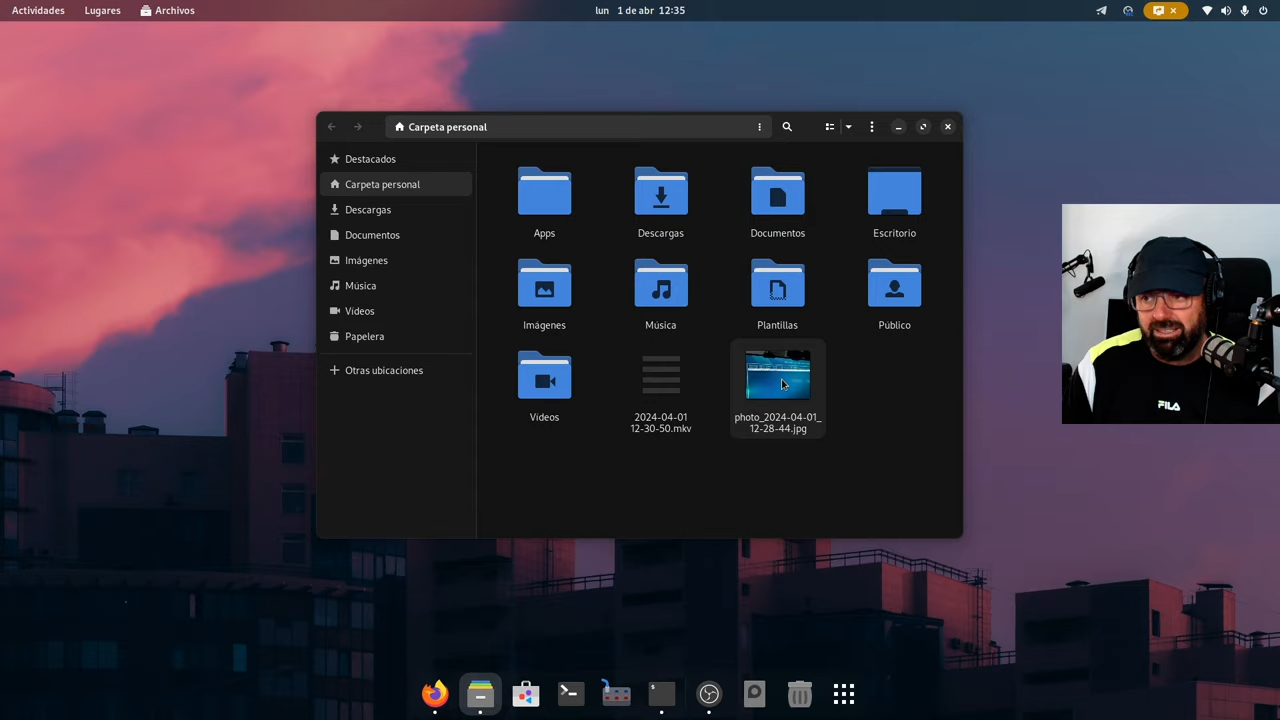 Actividades
Lugares
Archivos
lun 1 de abr 12:35
Carpeta personal
Destacados
Carpeta personal
Descargas
Documentos
Imágenes
Música
Vídeos
Papelera
Otras ubicaciones
Apps
Descargas
Documentos
Escritorio
Imágenes
Música
Plantillas
Público
Vídeos
2024-04-01
12-30-50.mkv
photo_2024-04-01_
12-28-44.jpg
FILA